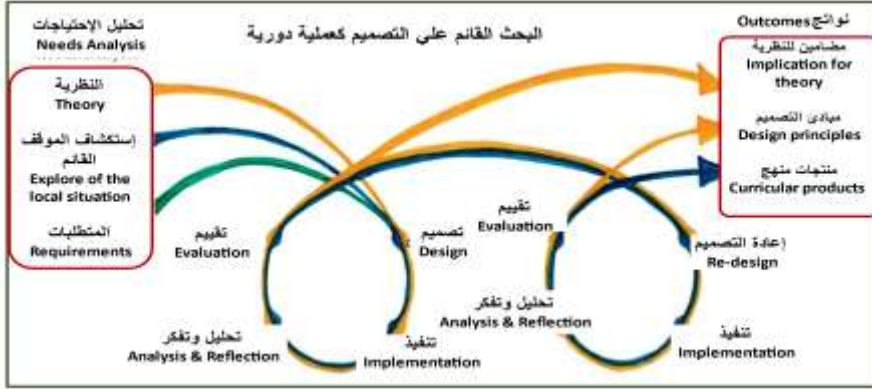 البحث القائم علي التصميم كعملية دورية
تحليل الإحتياجات
Needs Analysis
النظرية
Theory
إستكشاف الموقف
القائم
Explore of the
local situation
المتطلبات
Requirements
تقييم
Evaluation
تصميم
Design
تحليل وتفكر
Analysis & Reflection
تنفيذ
Implementation
تقييم
Evaluation
إعادة التصميم
Re-design
تحليل وتفكر
Analysis & Reflection
تنفيذ
Implementation
نواتج Outcomes
مضامين للنظرية
Implication for
theory
مبادئ التصميم
Design principles
منتجات منهج
Curricular products